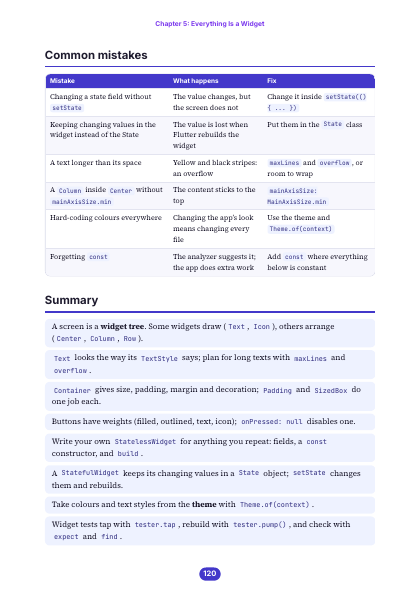 Chapter 5: Everything Is a Widget
Common mistakes
Mistake What happens Fix
Changing a state field without The value changes, but Change it inside setState(()
setState the screen does not { ... })
Keeping changing values in the The value is lost when Put them in the State class
widget instead of the State Flutter rebuilds the
widget
A text longer than its space Yellow and black stripes: maxLines and overflow, or
an overflow room to wrap
A Column inside Center without The content sticks to the mainAxisSize:
mainAxisSize.min top MainAxisSize.min
Hard-coding colours everywhere Changing the app's look Use the theme and
means changing every Theme.of(context)
file
Forgetting const The analyzer suggests it; Add const where everything
the app does extra work below is constant
Summary
A screen is a widget tree. Some widgets draw ( Text , Icon ), others arrange
( Center , Column , Row ).
Text looks the way its TextStyle says; plan for long texts with maxLines and
overflow .
Container gives size, padding, margin and decoration; Padding and SizedBox do
one job each.
Buttons have weights (filled, outlined, text, icon); onPressed: null disables one.
Write your own StatelessWidget for anything you repeat: fields, a const
constructor, and build .
A StatefulWidget keeps its changing values in a State object; setState changes
them and rebuilds.
Take colours and text styles from the theme with Theme.of(context) .
Widget tests tap with tester.tap , rebuild with tester.pump() , and check with
expect and find .
120